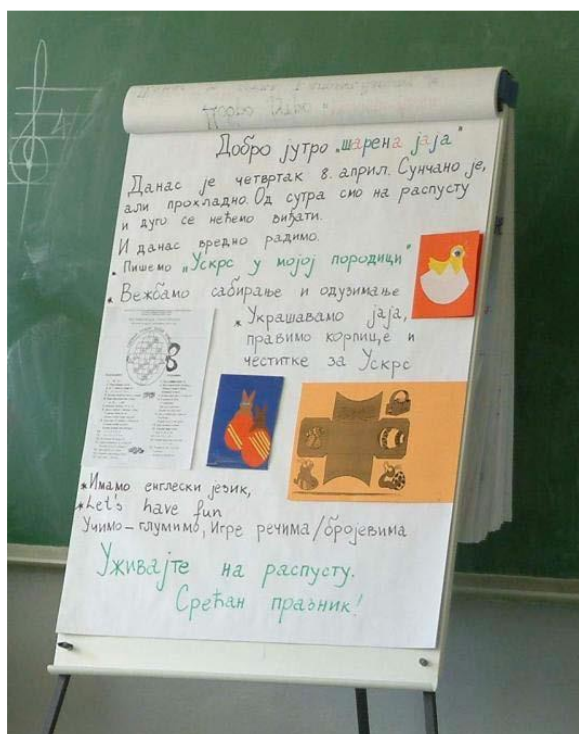 Добро јутро „шарена јаја"
Данас је четвртак 8. април. Сунчано је,
али прохладно. Од сутра смо на распусту
и дуго се нећемо виђати.
И данас вредно радимо.
• Пишемо „Ускрс у мојој породици"
* Вежбамо сабирање и одузимање
* Украшавамо јаја,
правимо корпице и
честитке за Ускрс
*Имамо енглески језик,
*Let's have fun
Учимо-глумимо, Игре речима/бројевима
Уживајте на распусту.
Срећан празник!